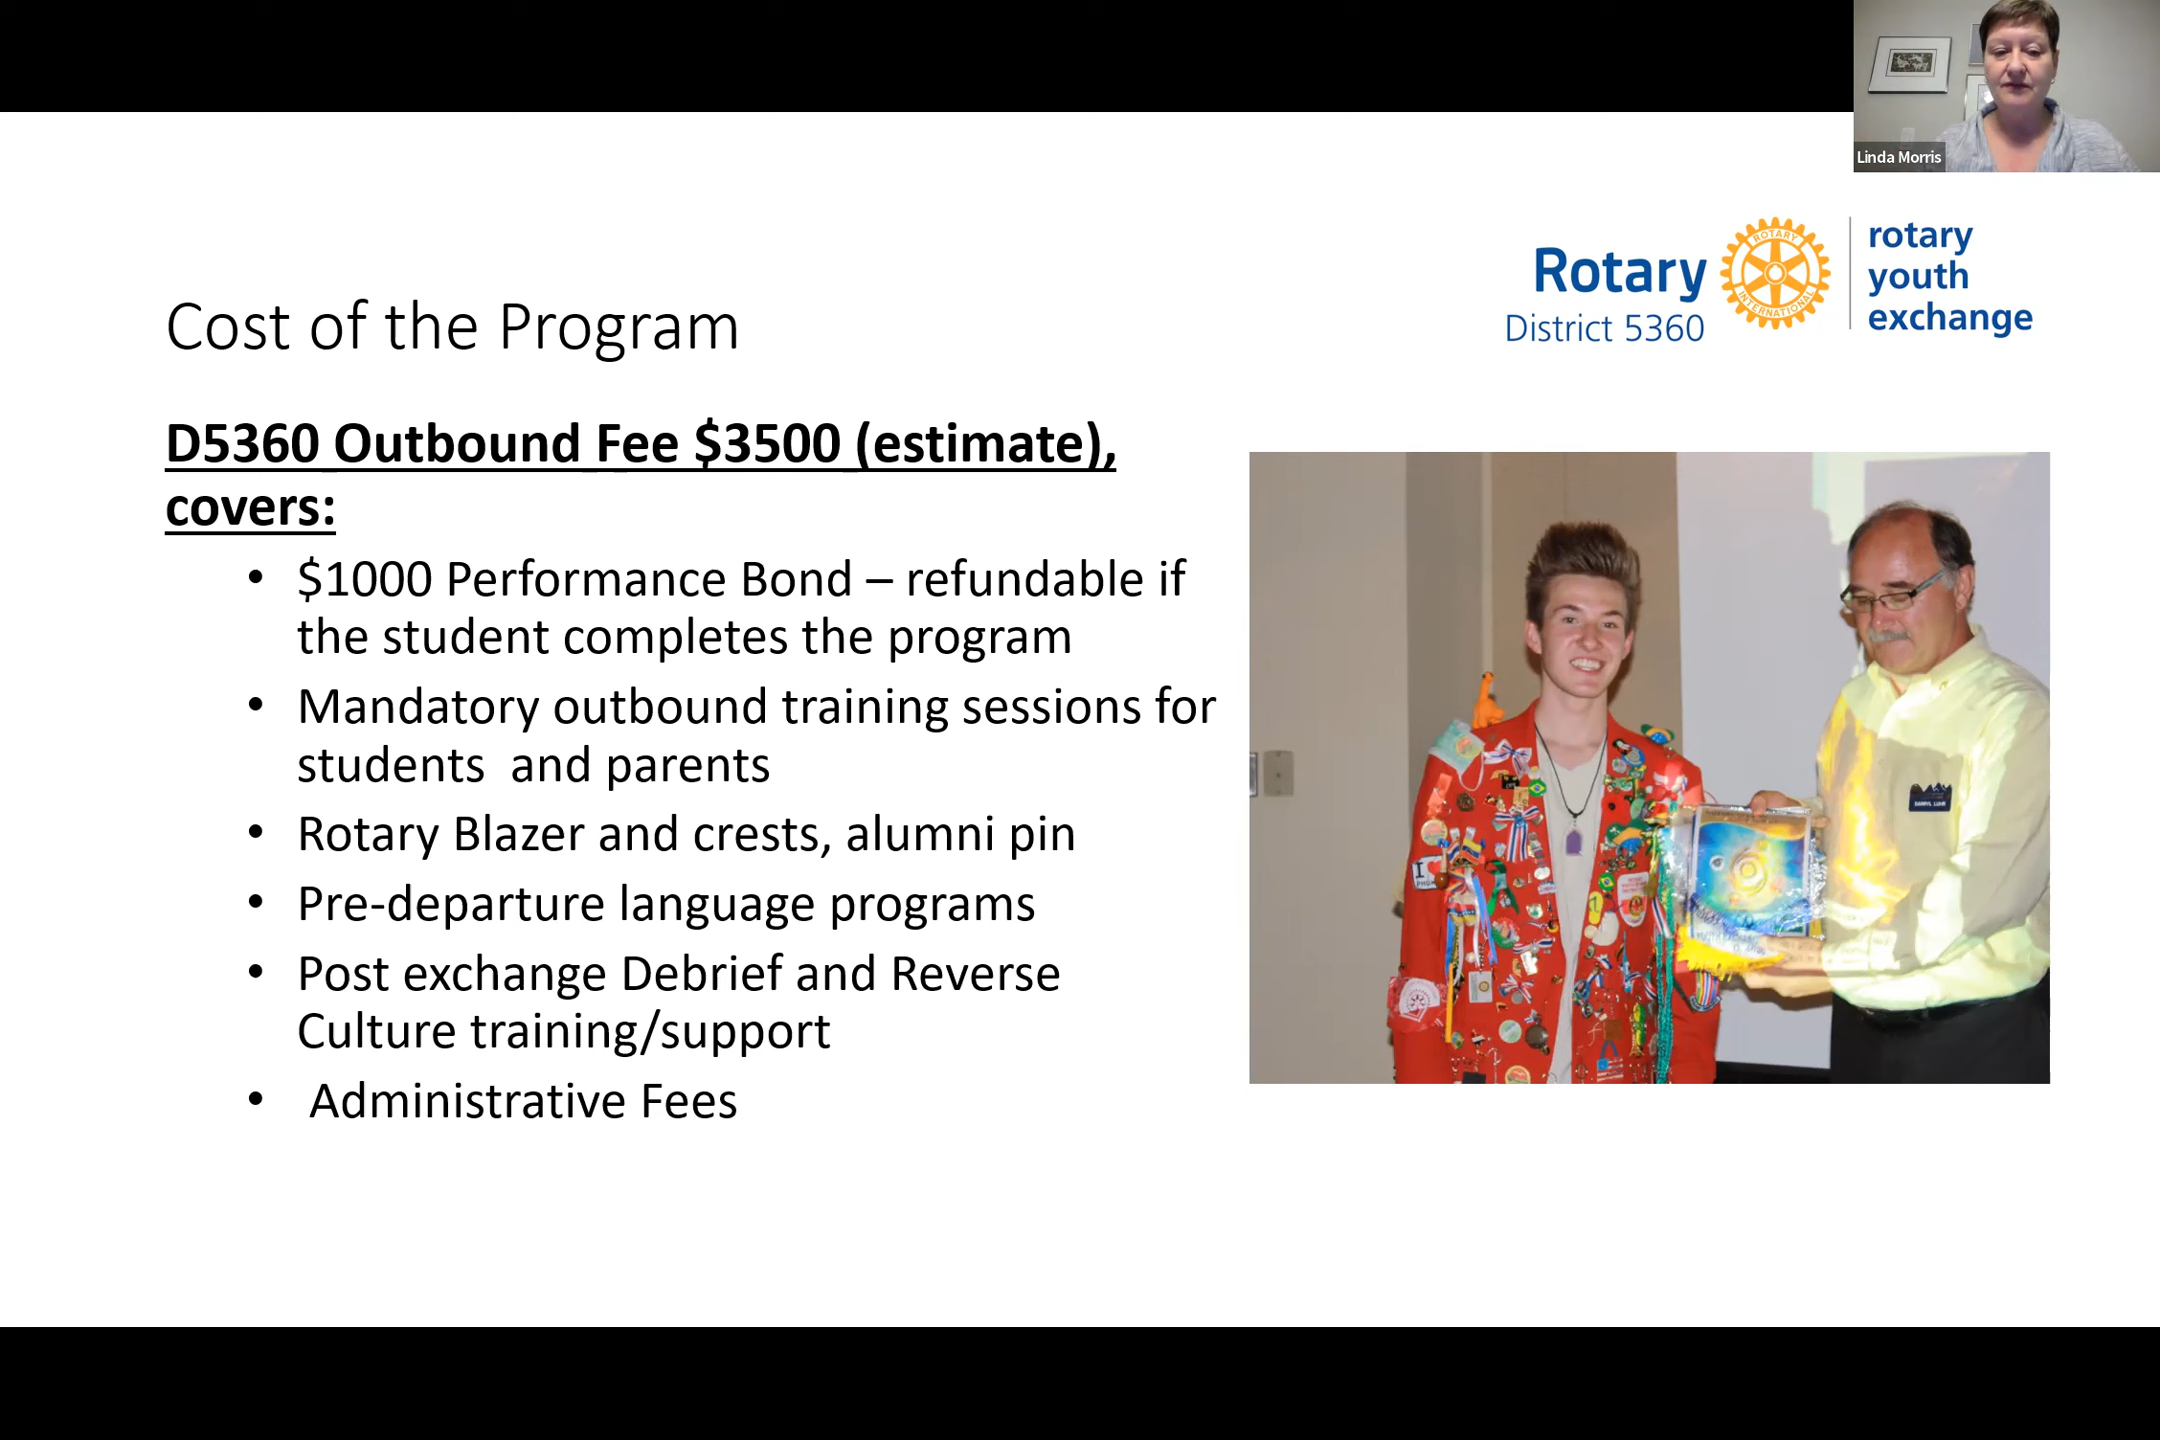 Linda Morris
Rotary
District 5360
ROTARY
INTERNATIONAL
rotary
youth
exchange
Cost of the Program
D5360 Outbound Fee $3500 (estimate),
covers:
• $1000 Performance Bond – refundable if
the student completes the program
• Mandatory outbound training sessions for
students  and parents
• Rotary Blazer and crests, alumni pin
• Pre-departure language programs
• Post exchange Debrief and Reverse
Culture training/support
•  Administrative Fees